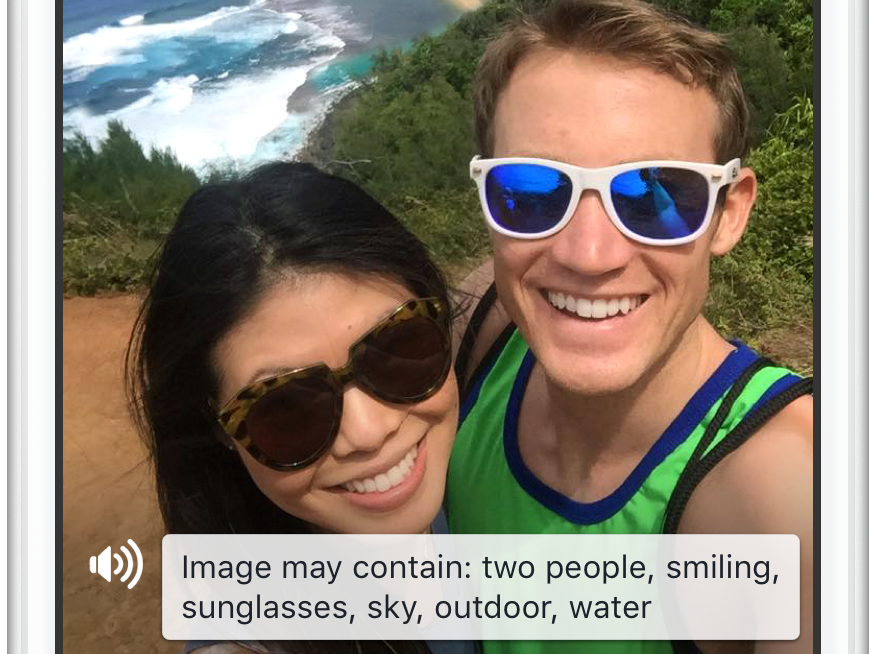 Image may contain: two people, smiling,
sunglasses, sky, outdoor, water